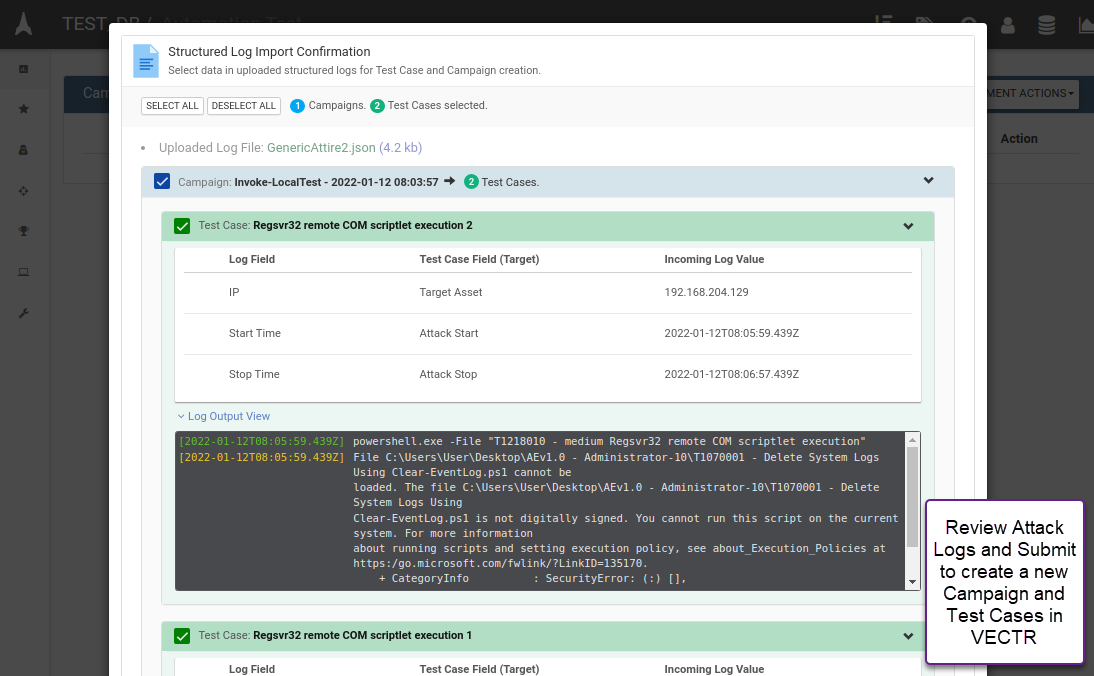 TEST_DB / Automation Test
Structured Log Import Confirmation
Select data in uploaded structured logs for Test Case and Campaign creation.
Cam
MENT ACTIONS
SELECT ALL DESELECT ALL 1 Campaigns. 2 Test Cases selected.
Action
• Uploaded Log File: GenericAttire2.json (4.2 kb)
Campaign: Invoke-LocalTest - 2022-01-12 08:03:57 → 2 Test Cases.
Test Case: Regsvr32 remote COM scriptlet execution 2
Log Field Test Case Field (Target) Incoming Log Value
IP Target Asset 192.168.204.129
Start Time Attack Start 2022-01-12T08:05:59.439Z
Stop Time Attack Stop 2022-01-12T08:06:57.439Z
Log Output View
[2022-01-12T08:05:59.439Z] powershell.exe -File "T1218010 - medium Regsvr32 remote COM scriptlet execution"
[2022-01-12T08:05:59.439Z] File C:\Users\User\Desktop\AEv1.0 - Administrator-10\T1070001 - Delete System Logs
Using Clear-EventLog.ps1 cannot be
loaded. The file C:\Users\User\Desktop\AEv1.0 - Administrator-10\T1070001 - Delete
System Logs Using
Clear-EventLog.ps1 is not digitally signed. You cannot run this script on the current
system. For more information
about running scripts and setting execution policy, see about_Execution_Policies at
https:/go.microsoft.com/fwlink/?LinkID=135170.
+ CategoryInfo : SecurityError: (:) [],
Test Case: Regsvr32 remote COM scriptlet execution 1
Log Field Test Case Field (Target) Incoming Log Value
Review Attack
Logs and Submit
to create a new
Campaign and
Test Cases in
VECTR